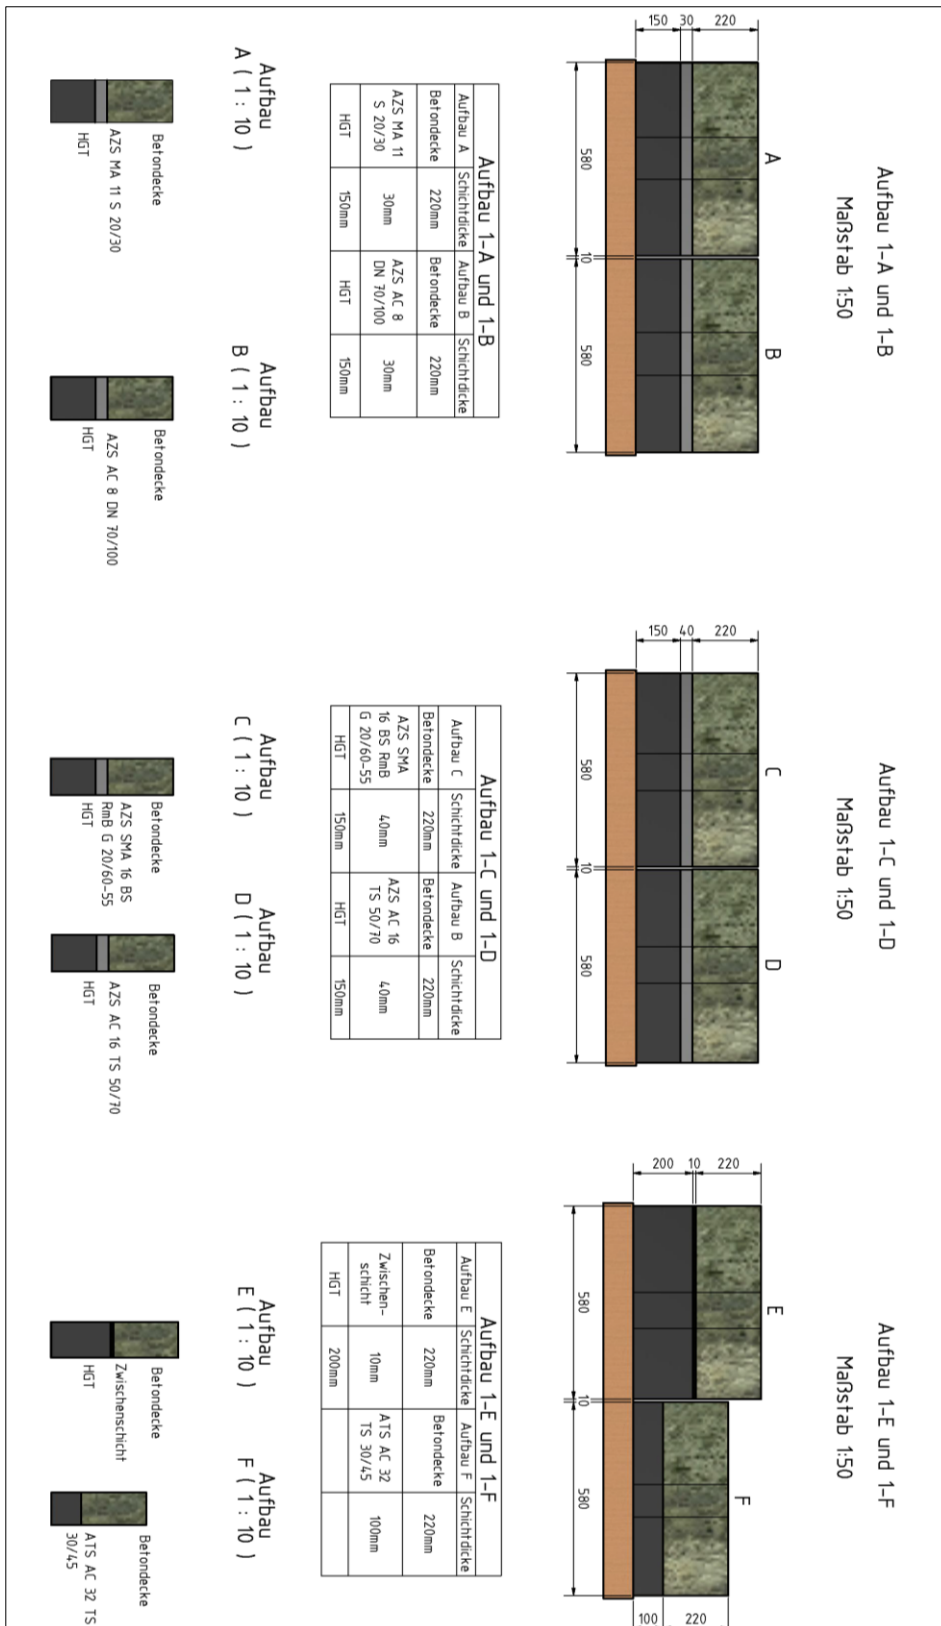 Aufbau 1-A und 1-B
Maßstab 1:50
A
B
220
30
150
580
10
580
Aufbau 1-A und 1-B
Aufbau A Schichtdicke Aufbau B Schichtdicke
Betondecke 220mm Betondecke 220mm
AZS MA 11 S 20/30 30mm AZS AC 8 DN 70/100 30mm
HGT 150mm HGT 150mm
Aufbau
A ( 1 : 10 )
Betondecke
AZS MA 11 S 20/30
HGT
Aufbau
B ( 1 : 10 )
Betondecke
AZS AC 8 DN 70/100
HGT
Aufbau 1-C und 1-D
Maßstab 1:50
C
D
220
40
150
580
10
580
Aufbau 1-C und 1-D
Aufbau C Schichtdicke Aufbau B Schichtdicke
Betondecke 220mm Betondecke 220mm
AZS SMA 16 BS RmB G 20/60-55 40mm AZS AC 16 TS 50/70 40mm
HGT 150mm HGT 150mm
Aufbau
C ( 1 : 10 )
Betondecke
AZS SMA 16 BS
RmB G 20/60-55
HGT
Aufbau
D ( 1 : 10 )
Betondecke
AZS AC 16 TS 50/70
HGT
Aufbau 1-E und 1-F
Maßstab 1:50
E
F
220
10
200
580
10
580
220
100
Aufbau 1-E und 1-F
Aufbau E Schichtdicke Aufbau F Schichtdicke
Betondecke 220mm Betondecke 220mm
Zwischen-schicht 10mm ATS AC 32 TS 30/45 100mm
HGT 200mm
Aufbau
E ( 1 : 10 )
Betondecke
Zwischenschicht
HGT
Aufbau
F ( 1 : 10 )
Betondecke
ATS AC 32 TS
30/45